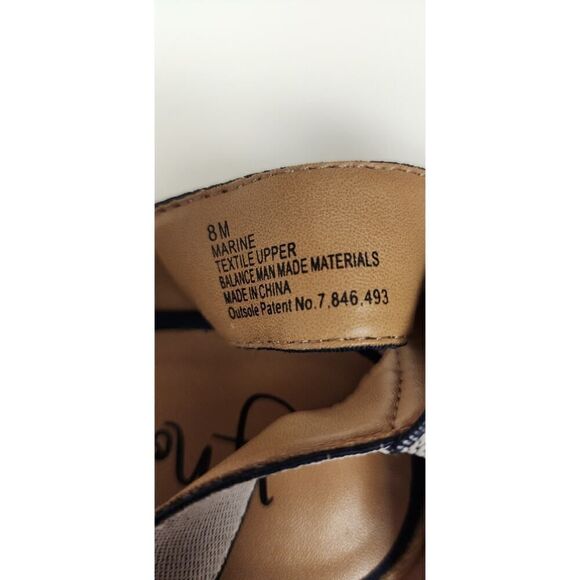 8 M
MARINE
TEXTILE UPPER
BALANCE MAN MADE MATERIALS
MADE IN CHINA
Outsole Patent No.7,846,493